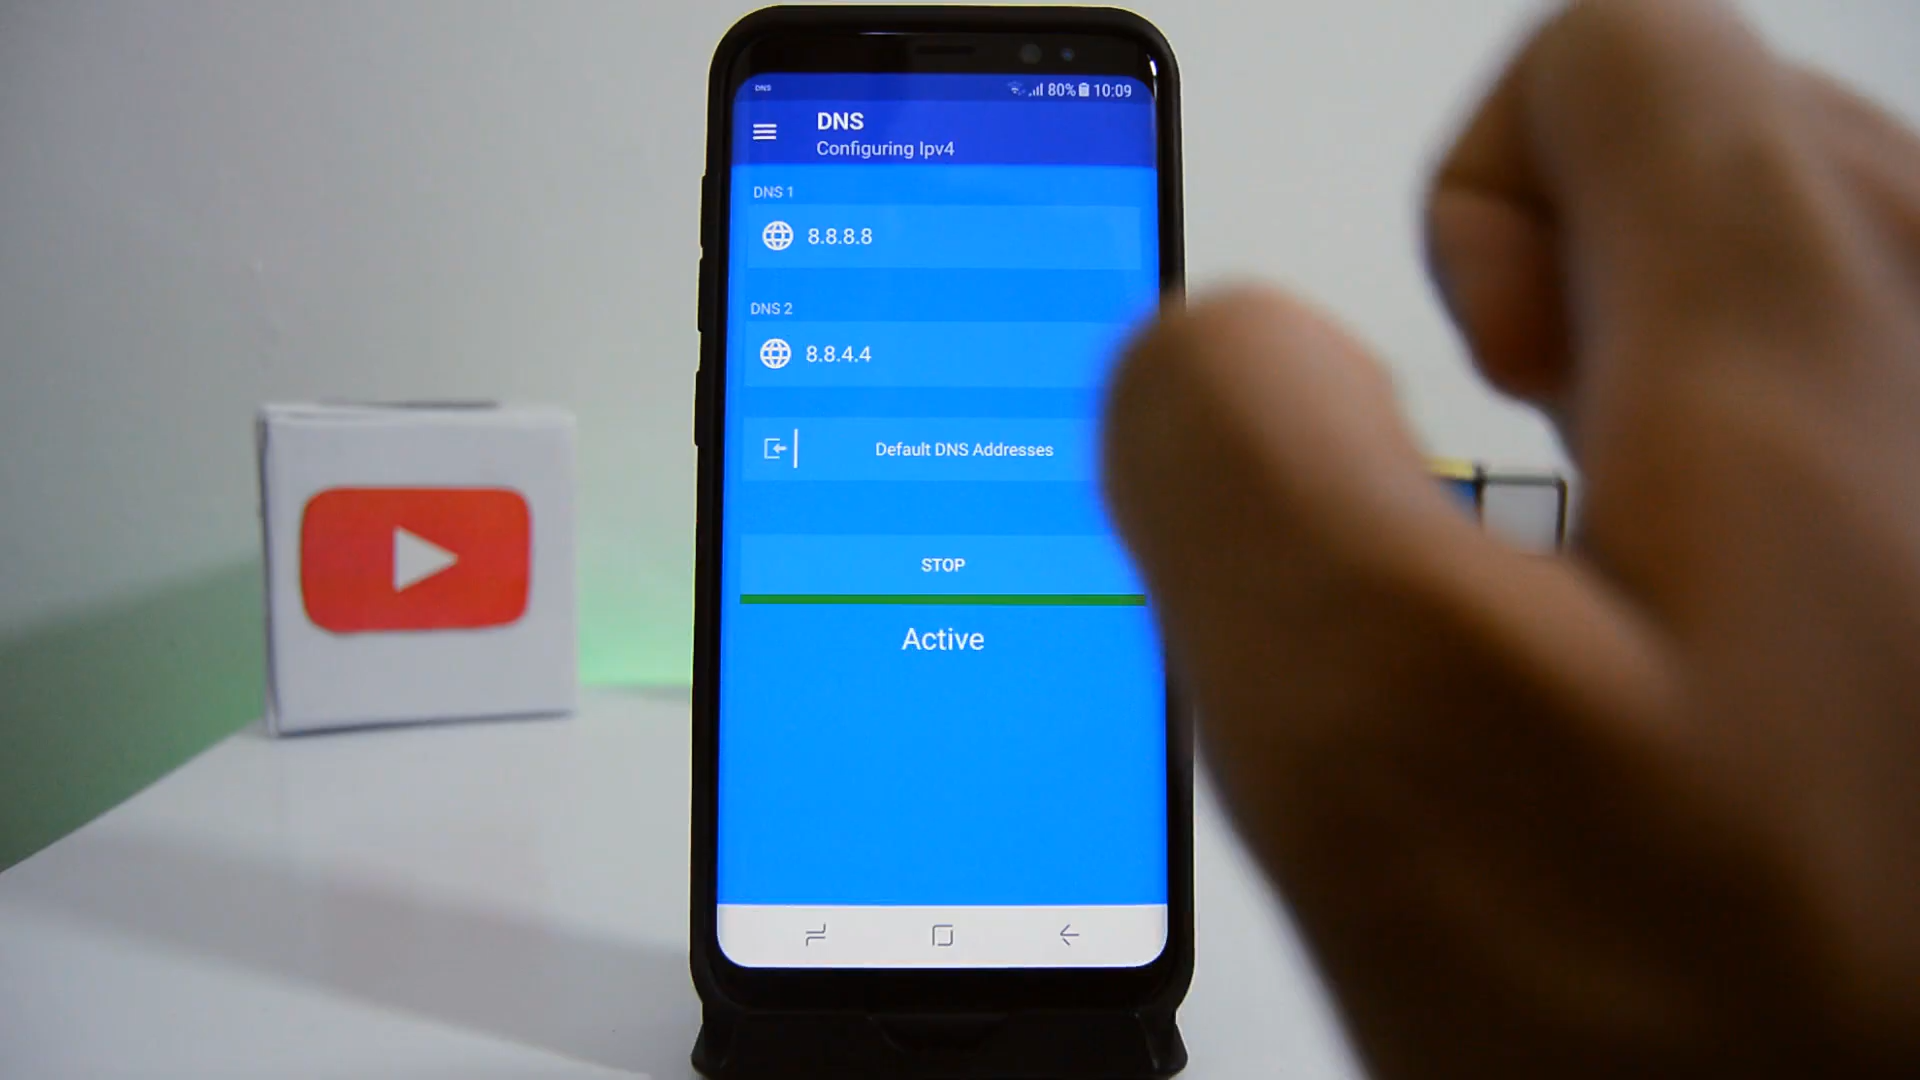 DNS
80% 10:09
DNS
Configuring Ipv4
DNS 1
8.8.8.8
DNS 2
8.8.4.4
Default DNS Addresses
STOP
Active